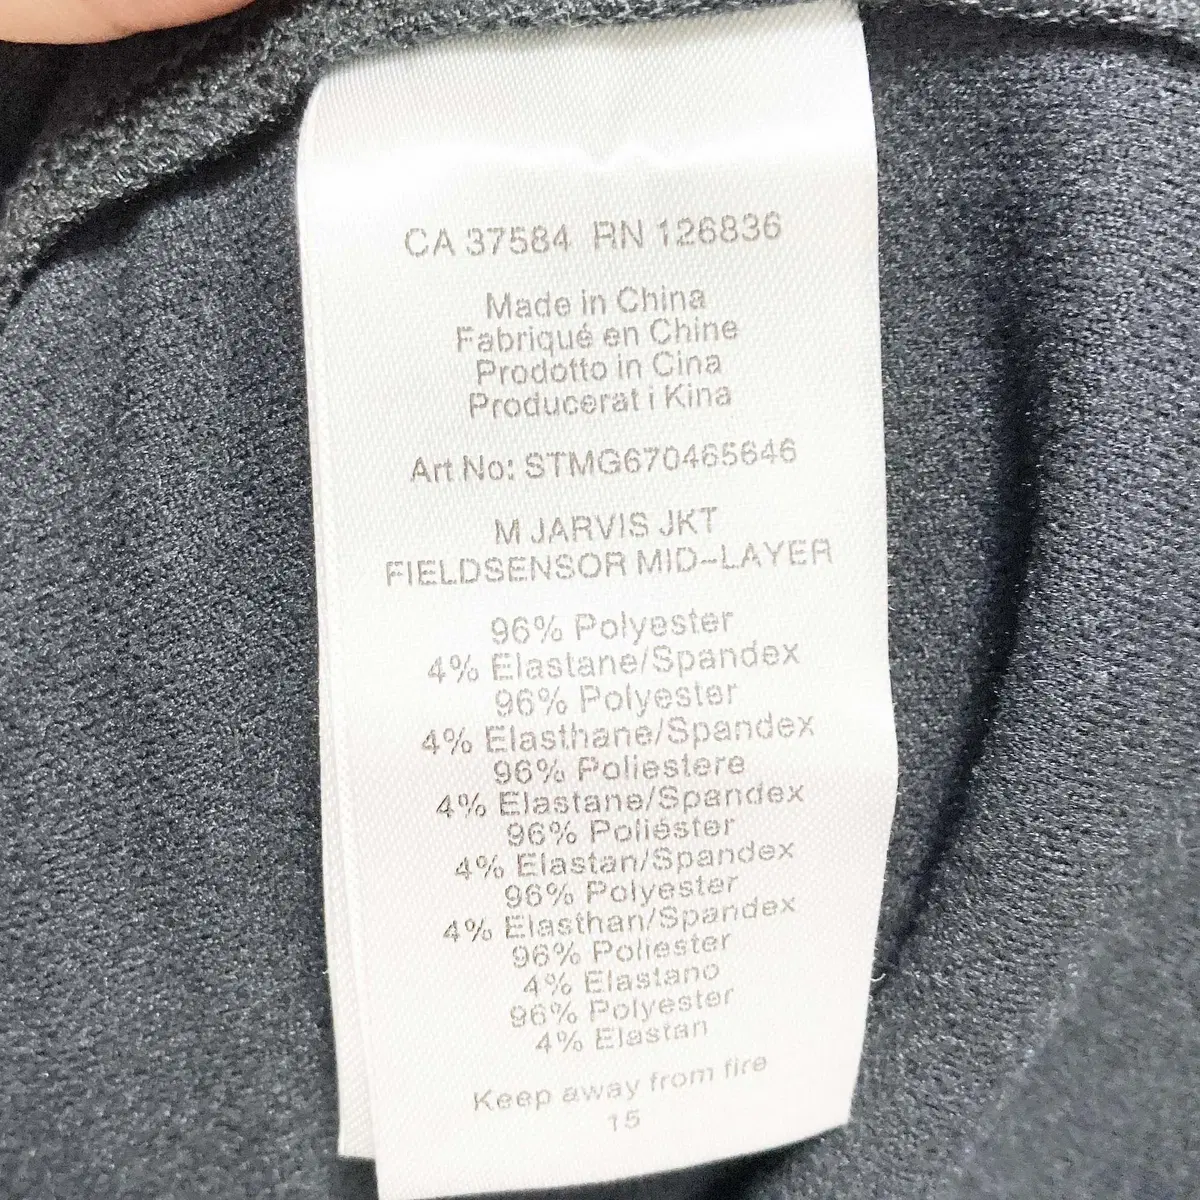 CA 37584 RN 126836
Made in China
Fabriqué en Chine
Prodotto in Cina
Producerat i Kina
Art No: STMG670465646
M JARVIS JKT
FIELDSENSOR MID-LAYER
96% Polyester
4% Elastane/Spandex
96% Polyester
4% Elasthane/Spandex
96% Poliestere
4% Elastane/Spandex
96% Poliéster
4% Elastan/Spandex
96% Polyester
4% Elasthan/Spandex
96% Poliester
4% Elastano
96% Polyester
4% Elastan
Keep away from fire
15